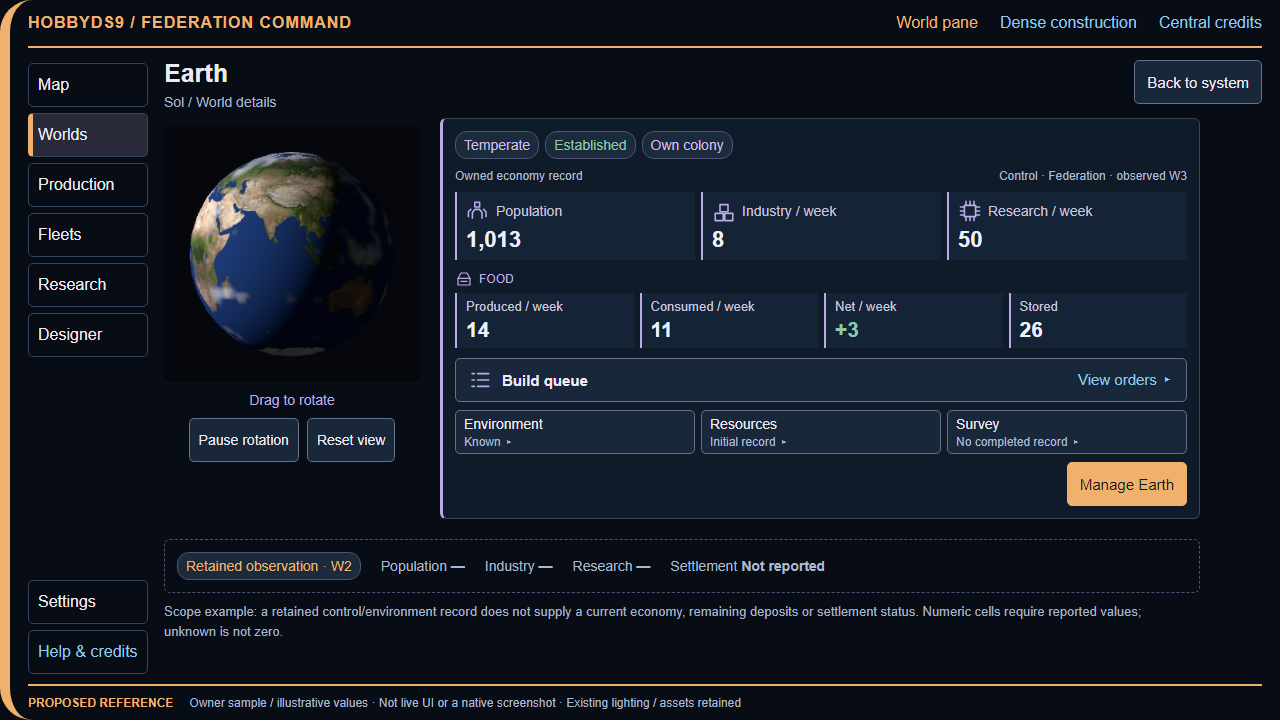 HOBBYDS9 / FEDERATION COMMAND
World pane
Dense construction
Central credits
Map
Worlds
Production
Fleets
Research
Designer
Settings
Help & credits
Earth
Sol / World details
Back to system
Drag to rotate
Pause rotation
Reset view
Temperate
Established
Own colony
Owned economy record
Control · Federation · observed W3
Population
1,013
Industry / week
8
Research / week
50
FOOD
Produced / week
14
Consumed / week
11
Net / week
+3
Stored
26
Build queue
View orders ▸
Environment
Known ▸
Resources
Initial record ▸
Survey
No completed record ▸
Manage Earth
Retained observation · W2
Population —
Industry —
Research —
Settlement Not reported
Scope example: a retained control/environment record does not supply a current economy, remaining deposits or settlement status. Numeric cells require reported values;
unknown is not zero.
PROPOSED REFERENCE
Owner sample / illustrative values · Not live UI or a native screenshot · Existing lighting / assets retained